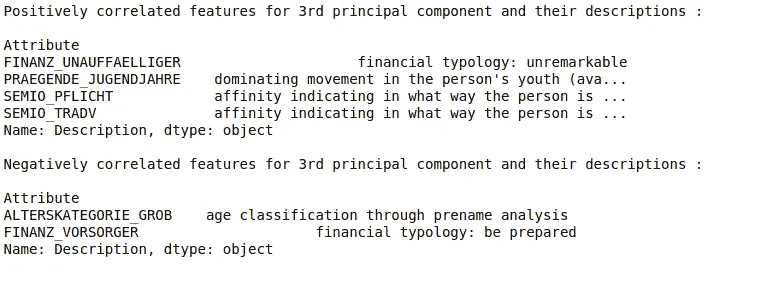 Positively correlated features for 3rd principal component and their descriptions :
Attribute
FINANZ_UNAUFFAELLIGER financial typology: unremarkable
PRAEGENDE_JUGENDJAHRE dominating movement in the person's youth (ava...
SEMIO_PFLICHT affinity indicating in what way the person is ...
SEMIO_TRADV affinity indicating in what way the person is ...
Name: Description, dtype: object
Negatively correlated features for 3rd principal component and their descriptions :
Attribute
ALTERSKATEGORIE_GROB age classification through prename analysis
FINANZ_VORSORGER financial typology: be prepared
Name: Description, dtype: object